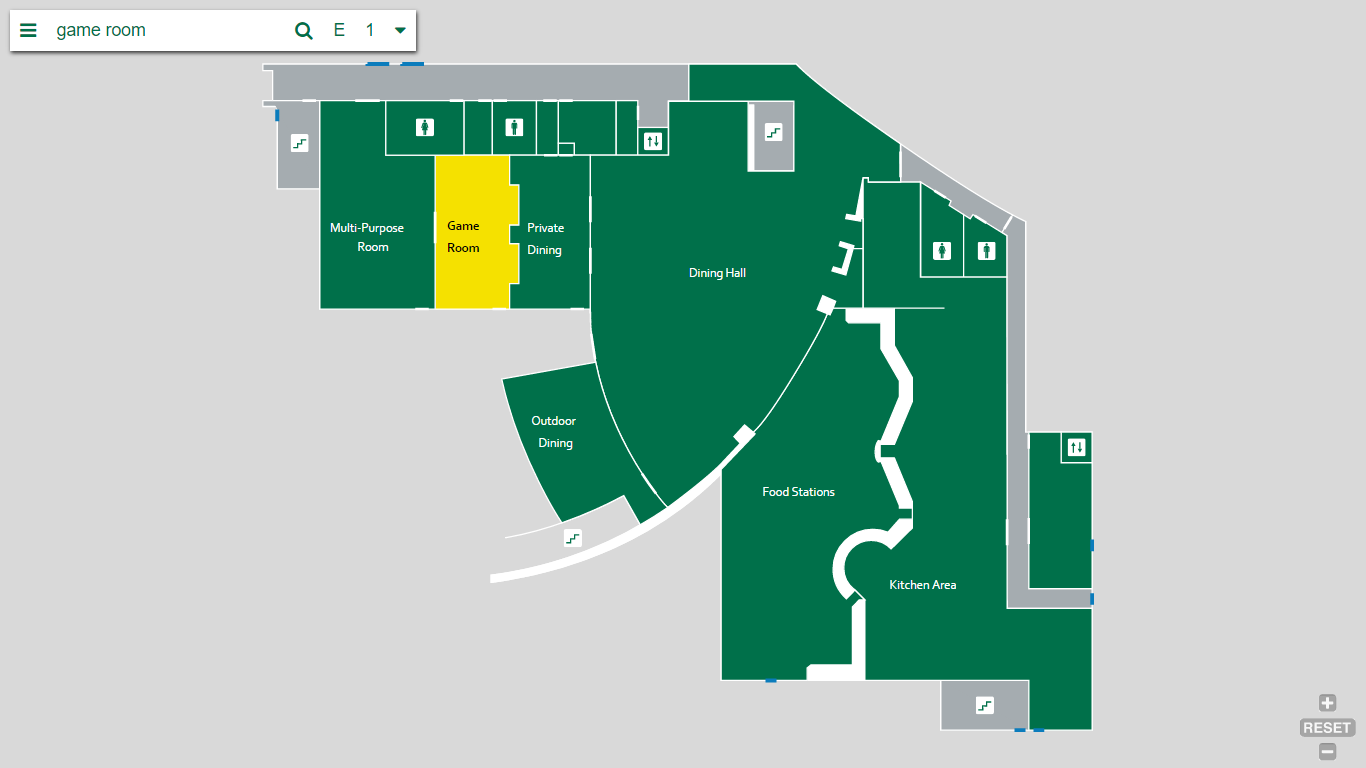 game room
E
1
Multi-Purpose
Room
Game
Room
Private
Dining
Dining Hall
Outdoor
Dining
Food Stations
Kitchen Area
RESET